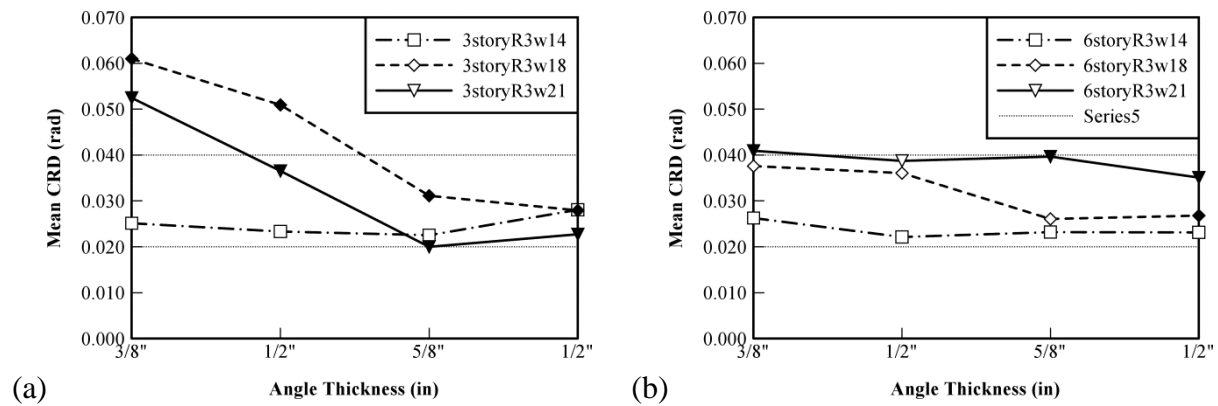 0.070
0.060
0.050
0.040
0.030
0.020
0.010
0.000
Mean CRD (rad)
3storyR3w14
3storyR3w18
3storyR3w21
3/8" 1/2" 5/8" 1/2"
Angle Thickness (in)
(a)
0.070
0.060
0.050
0.040
0.030
0.020
0.010
0.000
Mean CRD (rad)
6storyR3w14
6storyR3w18
6storyR3w21
Series5
3/8" 1/2" 5/8" 1/2"
Angle Thickness (in)
(b)